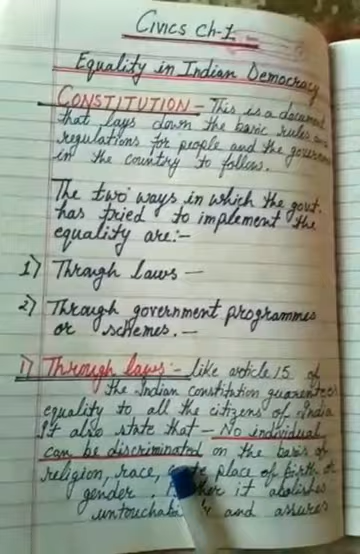 Civics ch-1
Equality in Indian Democracy
CONSTITUTION - This is a document
that lays down the basic rules and
regulations for people and the
in the country to follow.
The two ways in which the govt.
has tried to implement the
equality are:-
1) Through laws -
2) Through government programmes
or schemes. -
1) Through laws :- like article 15 of
the Indian constitution guarantees
equality to all the citizens of India
It also state that - No individual
can be discriminated on the basis of
religion, race, place of birth or
gender. it abolishes
and assures